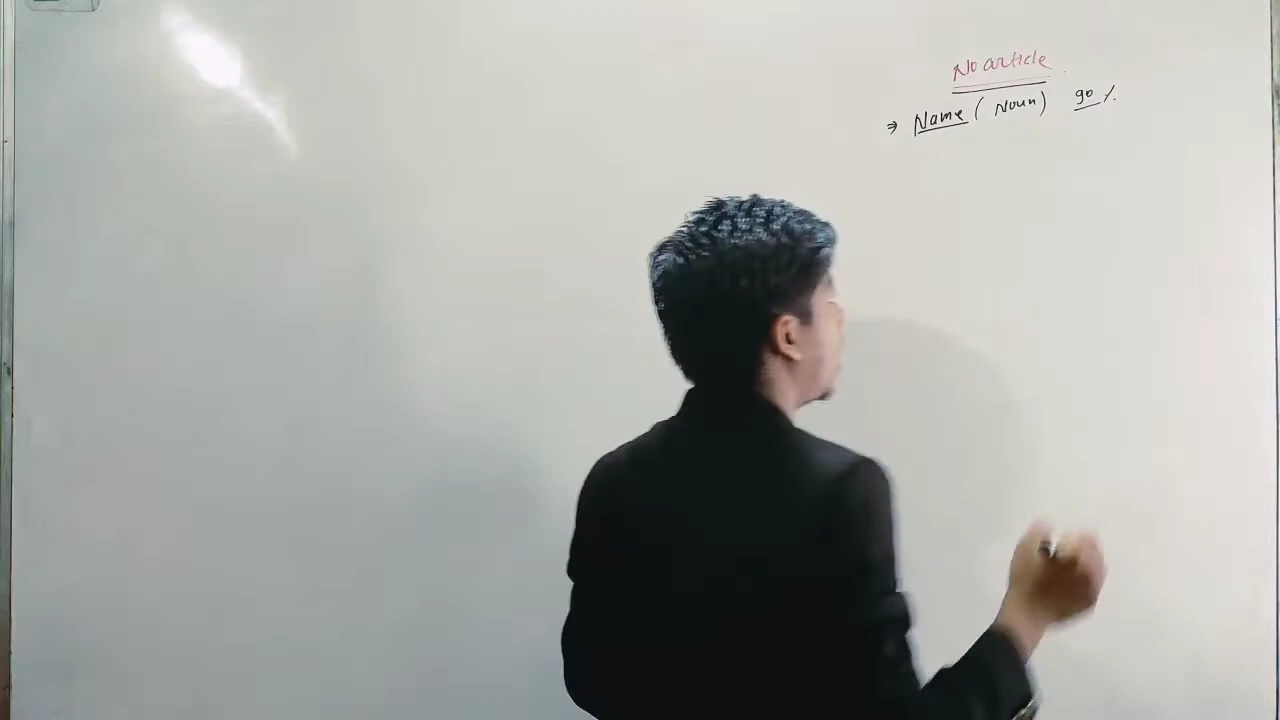 No article
⇒ Name ( Noun) 90 %.